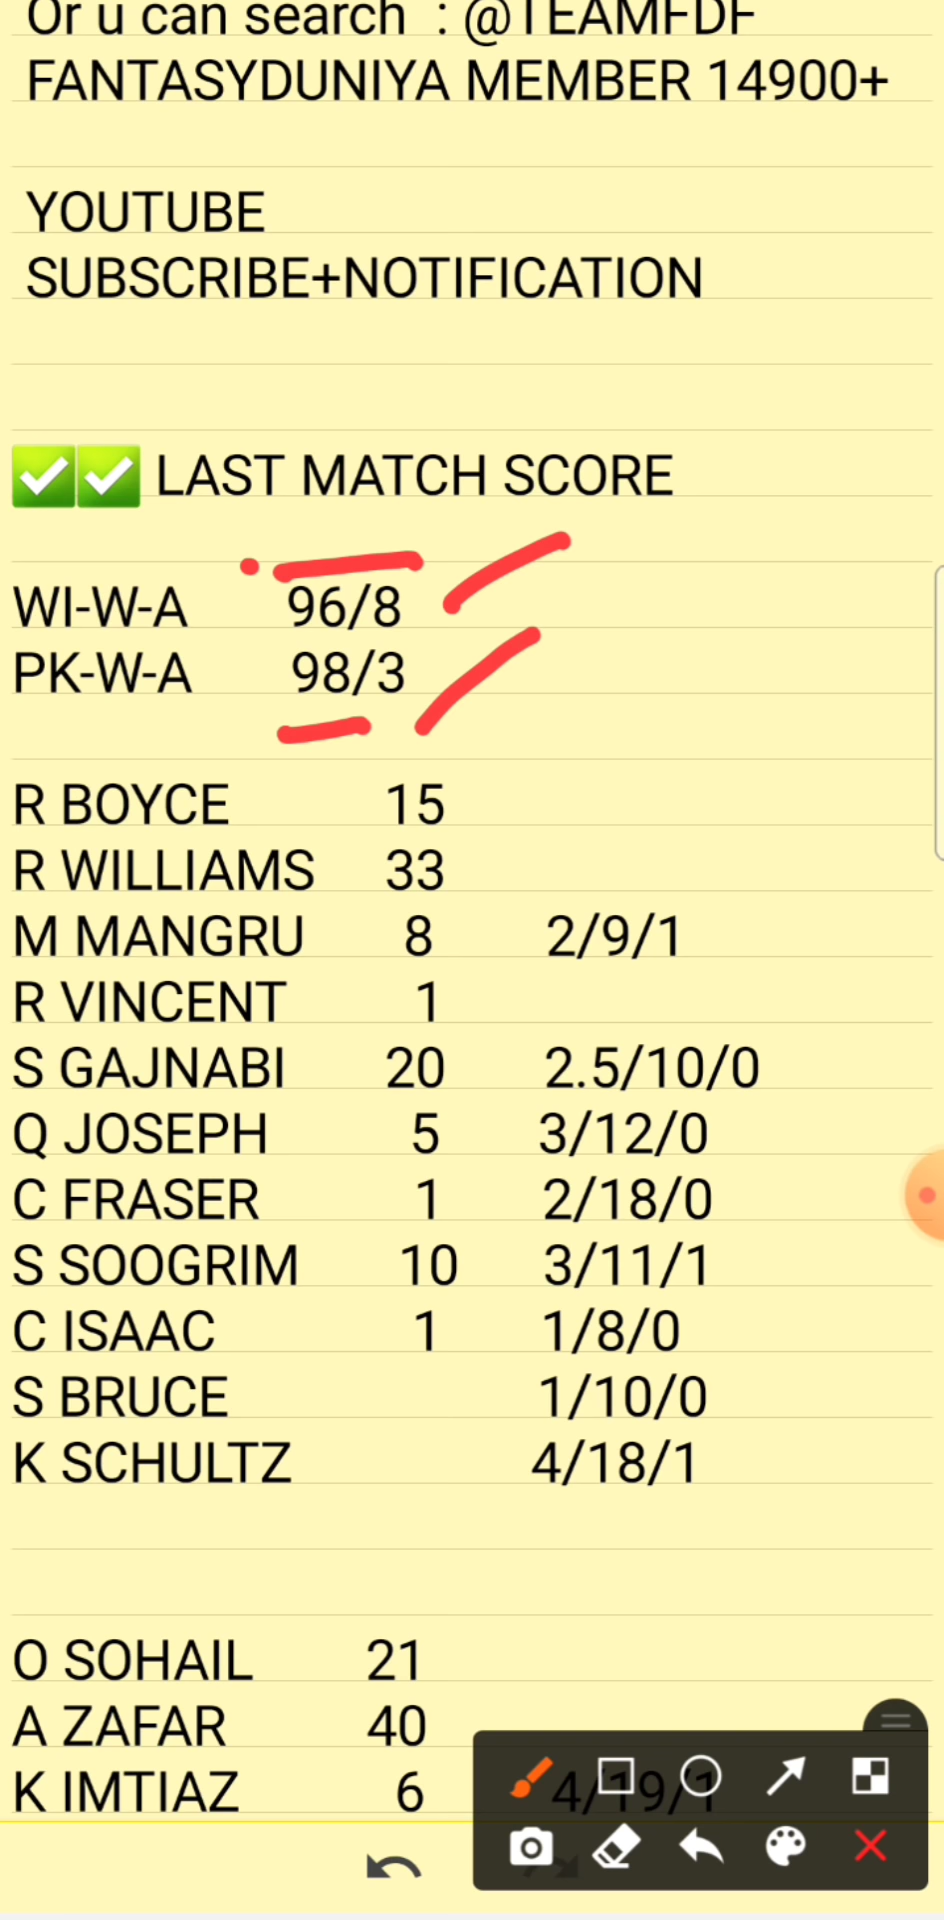 Or u can search : @TEAMFDF
FANTASYDUNIYA MEMBER 14900+
YOUTUBE
SUBSCRIBE+NOTIFICATION
✅✅ LAST MATCH SCORE
WI-W-A 96/8
PK-W-A 98/3
R BOYCE 15
R WILLIAMS 33
M MANGRU 8 2/9/1
R VINCENT 1
S GAJNABI 20 2.5/10/0
Q JOSEPH 5 3/12/0
C FRASER 1 2/18/0
S SOOGRIM 10 3/11/1
C ISAAC 1 1/8/0
S BRUCE 1/10/0
K SCHULTZ 4/18/1
O SOHAIL 21
A ZAFAR 40
K IMTIAZ 6 4/19/1